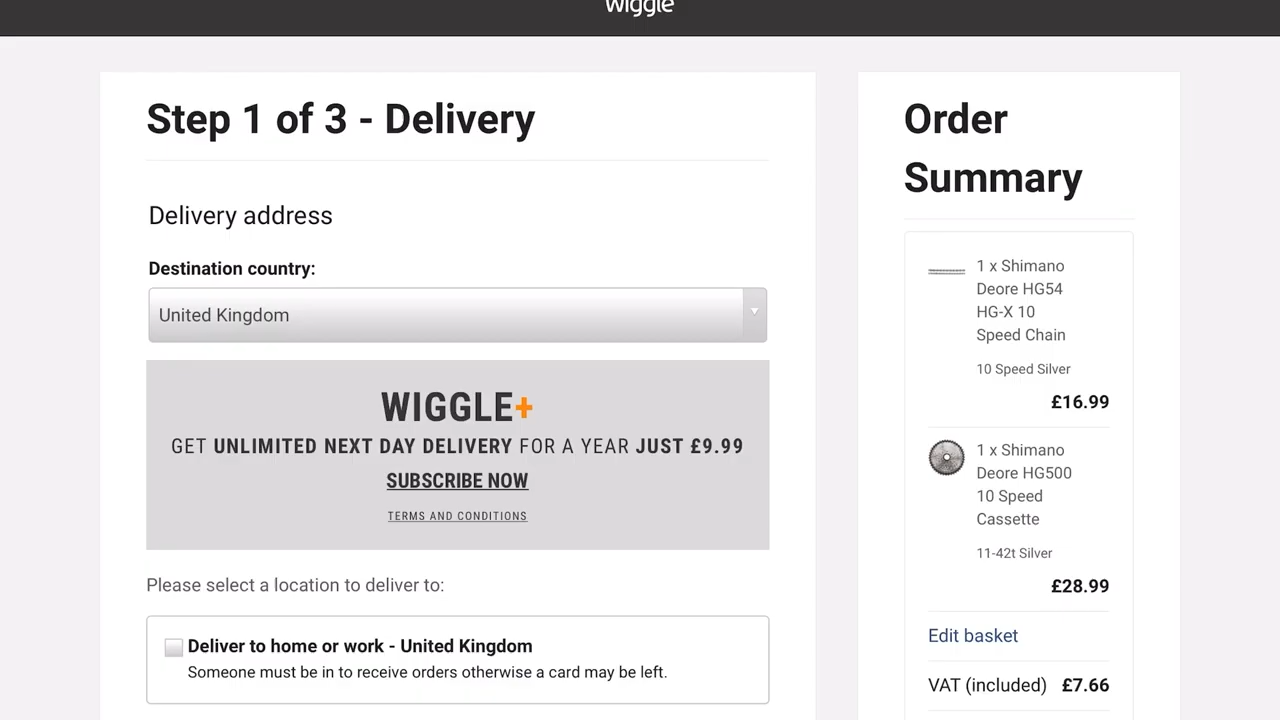 wiggle
Step 1 of 3 - Delivery
Delivery address
Destination country:
United Kingdom
WIGGLE+
GET UNLIMITED NEXT DAY DELIVERY FOR A YEAR JUST £9.99
SUBSCRIBE NOW
TERMS AND CONDITIONS
Please select a location to deliver to:
Deliver to home or work - United Kingdom
Someone must be in to receive orders otherwise a card may be left.
Order
Summary
1 x Shimano
Deore HG54
HG-X 10
Speed Chain
10 Speed Silver
£16.99
1 x Shimano
Deore HG500
10 Speed
Cassette
11-42t Silver
£28.99
Edit basket
VAT (included) £7.66